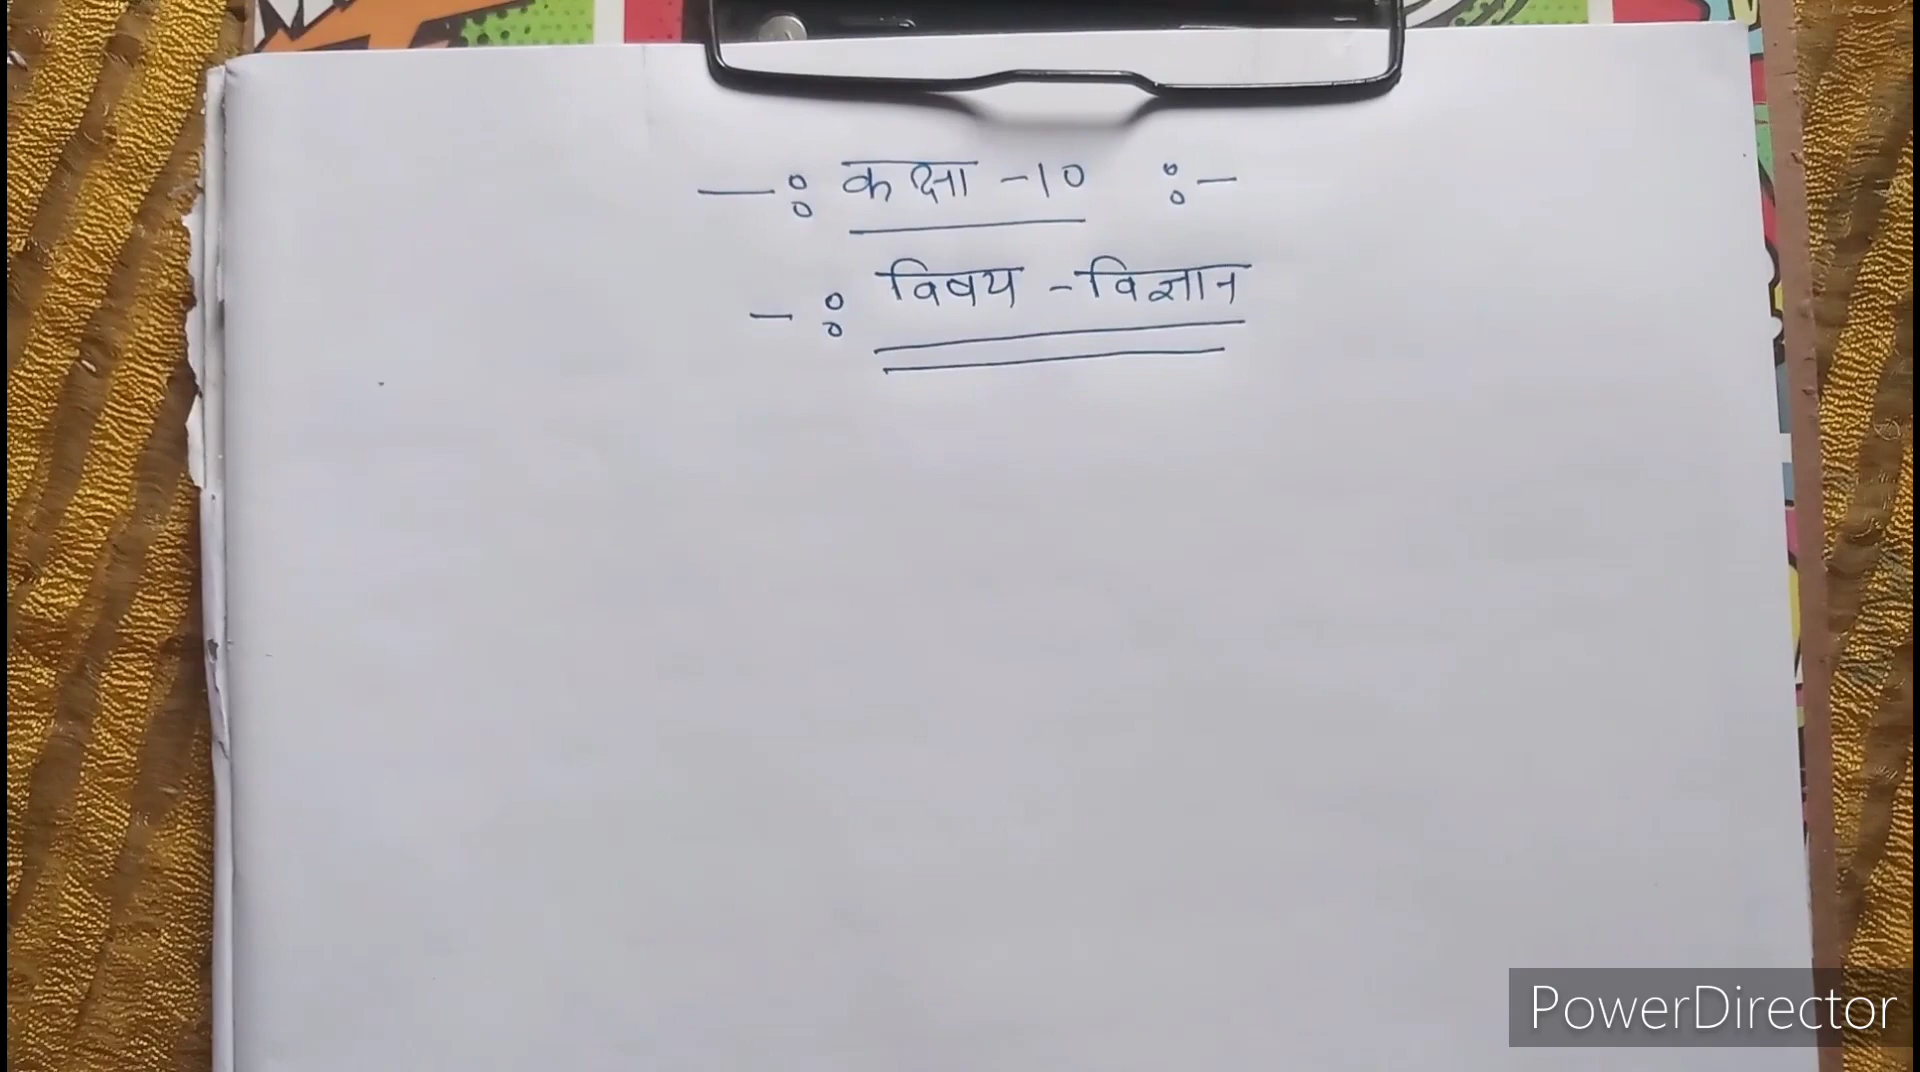 —: कक्षा -10 :-
-: विषय - विज्ञान
PowerDirector